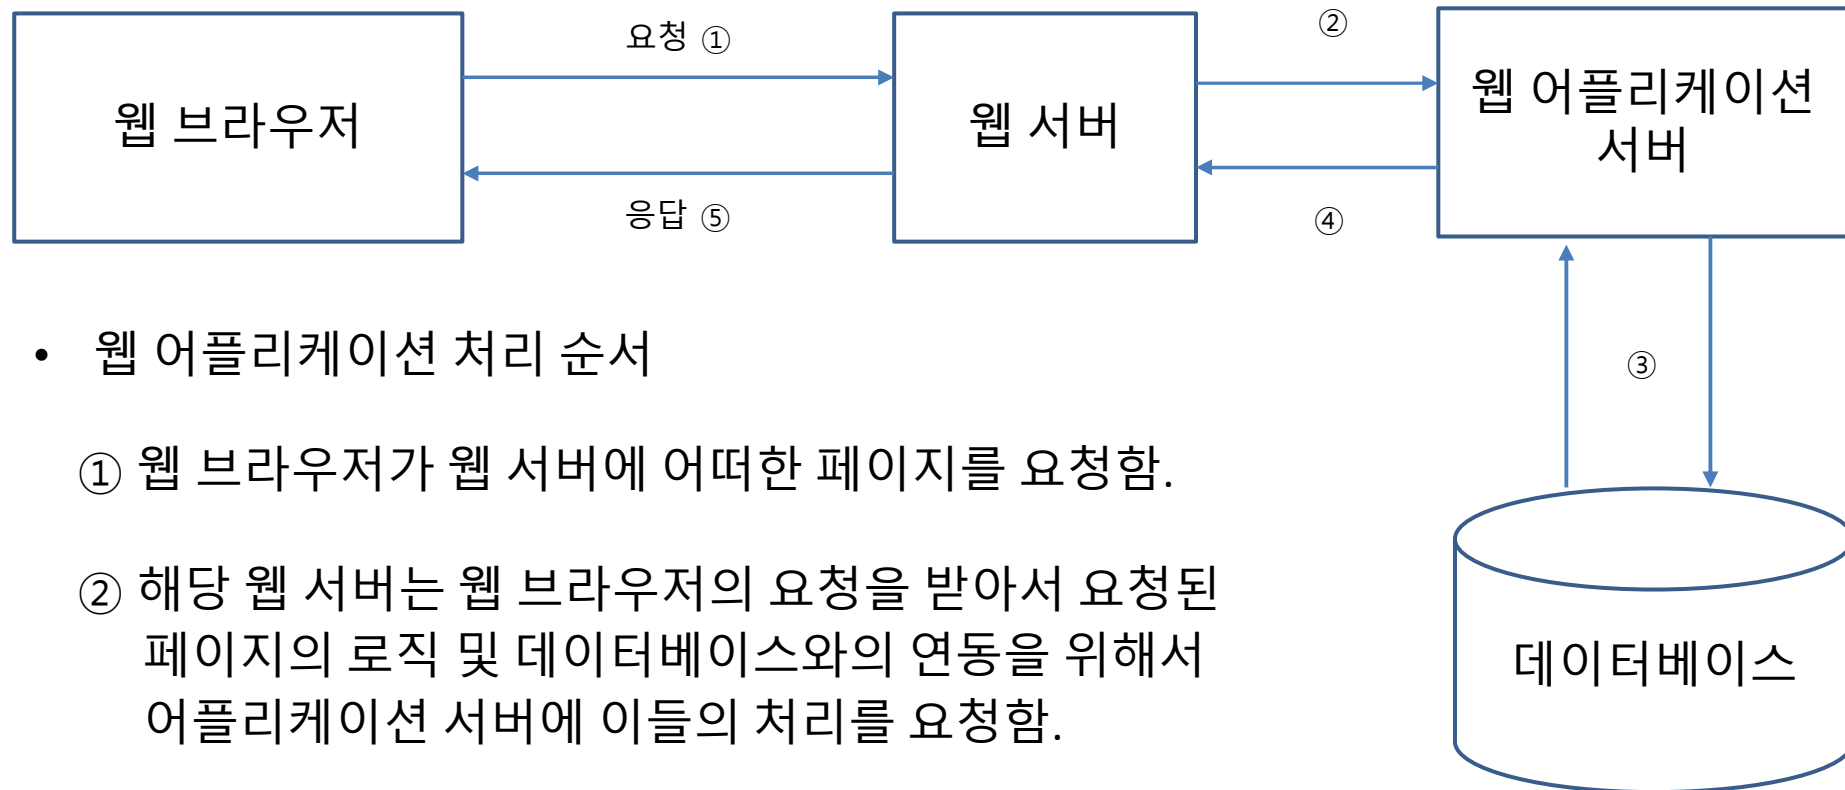 웹 브라우저
요청 ①
응답 ⑤
웹 서버
②
④
웹 어플리케이션
서버
③
데이터베이스
• 웹 어플리케이션 처리 순서
① 웹 브라우저가 웹 서버에 어떠한 페이지를 요청함.
② 해당 웹 서버는 웹 브라우저의 요청을 받아서 요청된
페이지의 로직 및 데이터베이스와의 연동을 위해서
어플리케이션 서버에 이들의 처리를 요청함.